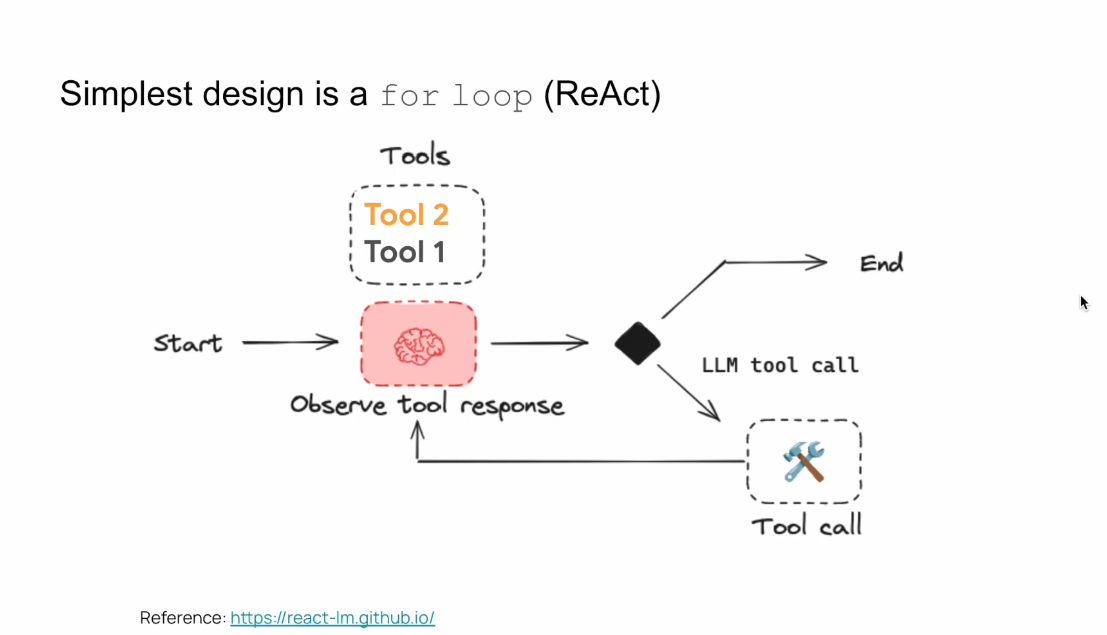 Simplest design is a for loop (ReAct)
Tools
Tool 2
Tool 1
End
Start
LLM tool call
Observe tool response
Tool call
Reference: https://react-lm.github.io/